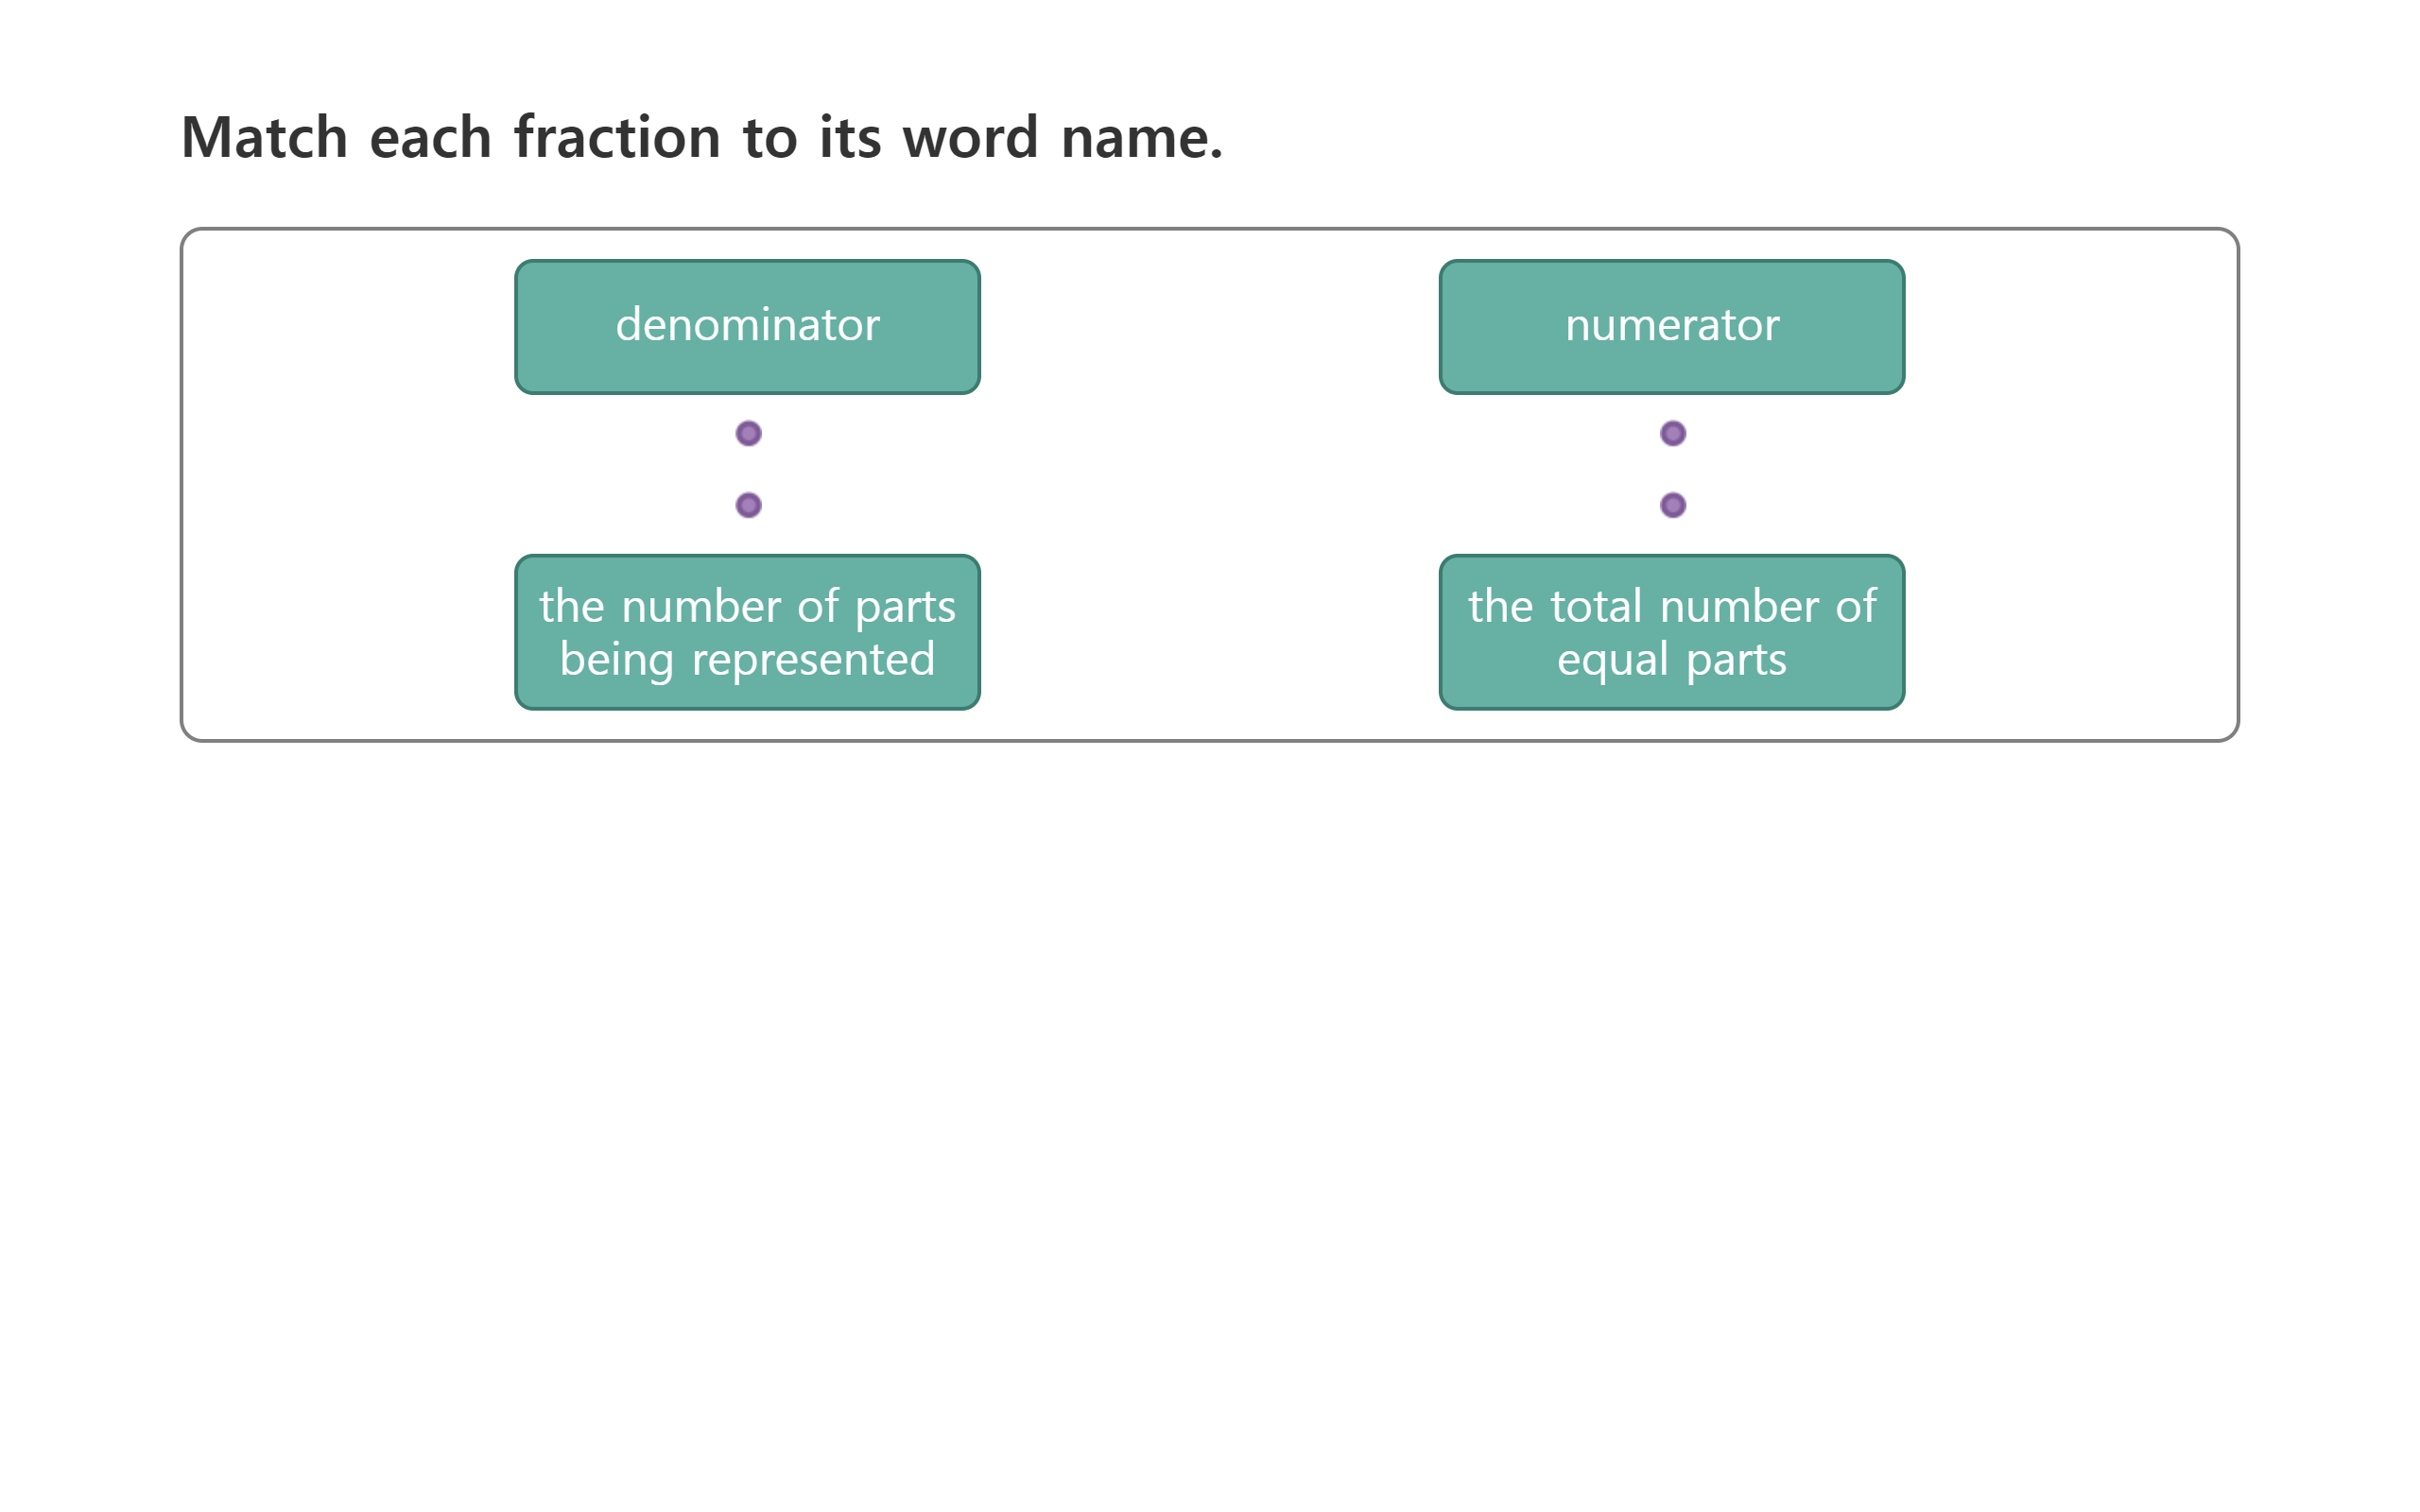 Match each fraction to its word name.
denominator
numerator
the number of parts
being represented
the total number of
equal parts